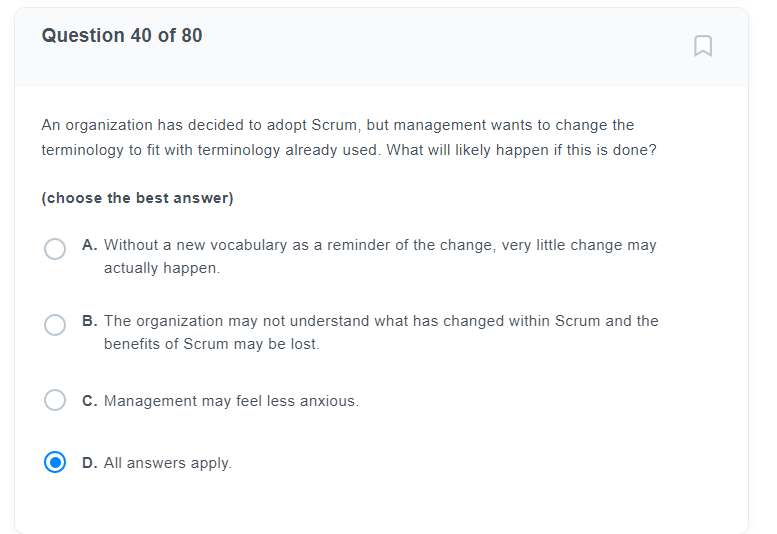 Question 40 of 80
An organization has decided to adopt Scrum, but management wants to change the
terminology to fit with terminology already used. What will likely happen if this is done?
(choose the best answer)
A. Without a new vocabulary as a reminder of the change, very little change may
actually happen.
B. The organization may not understand what has changed within Scrum and the
benefits of Scrum may be lost.
C. Management may feel less anxious.
D. All answers apply.